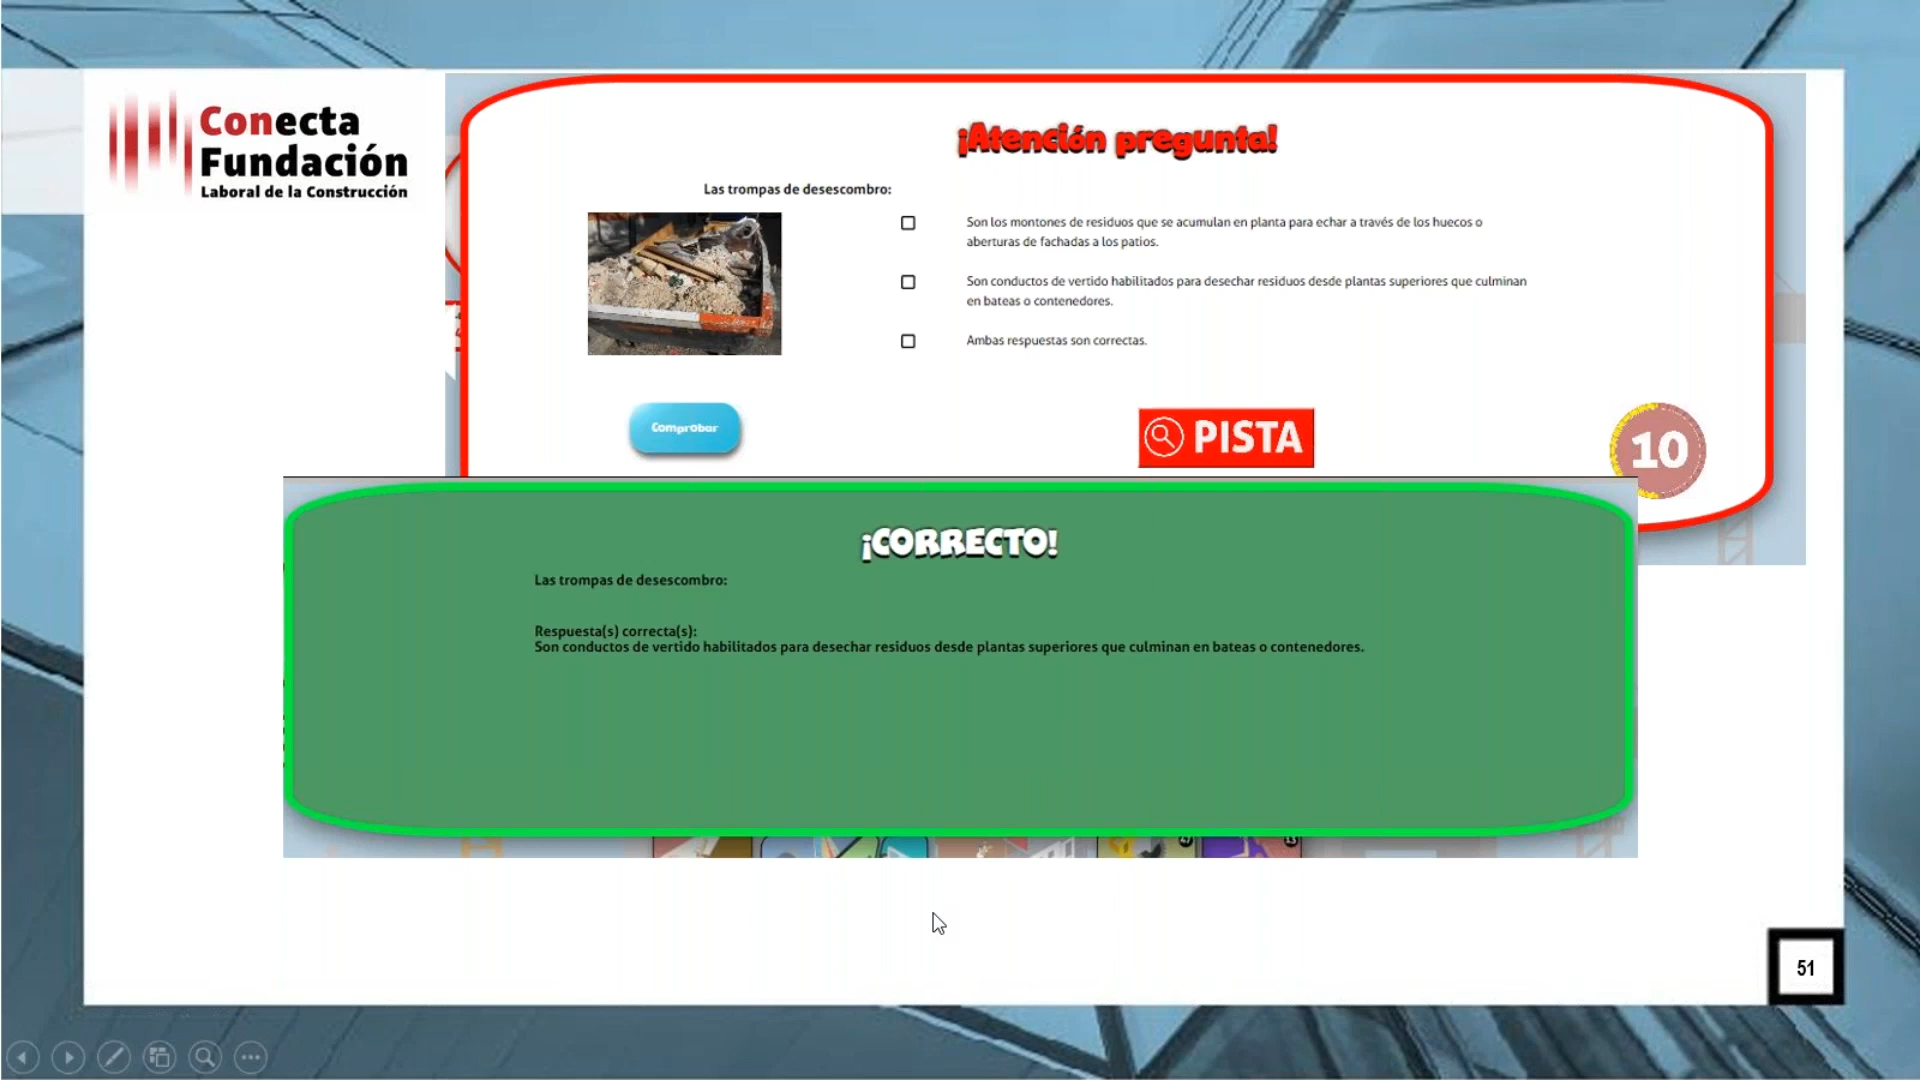 Conecta
Fundación
Laboral de la Construcción
¡Atención pregunta!
Las trompas de desescombro:
Son los montones de residuos que se acumulan en planta para echar a través de los huecos o
aberturas de fachadas a los patios.
Son conductos de vertido habilitados para desechar residuos desde plantas superiores que culminan
en bateas o contenedores.
Ambas respuestas son correctas.
Comprobar
PISTA
10
¡CORRECTO!
Las trompas de desescombro:
Respuesta(s) correcta(s):
Son conductos de vertido habilitados para desechar residuos desde plantas superiores que culminan en bateas o contenedores.
51